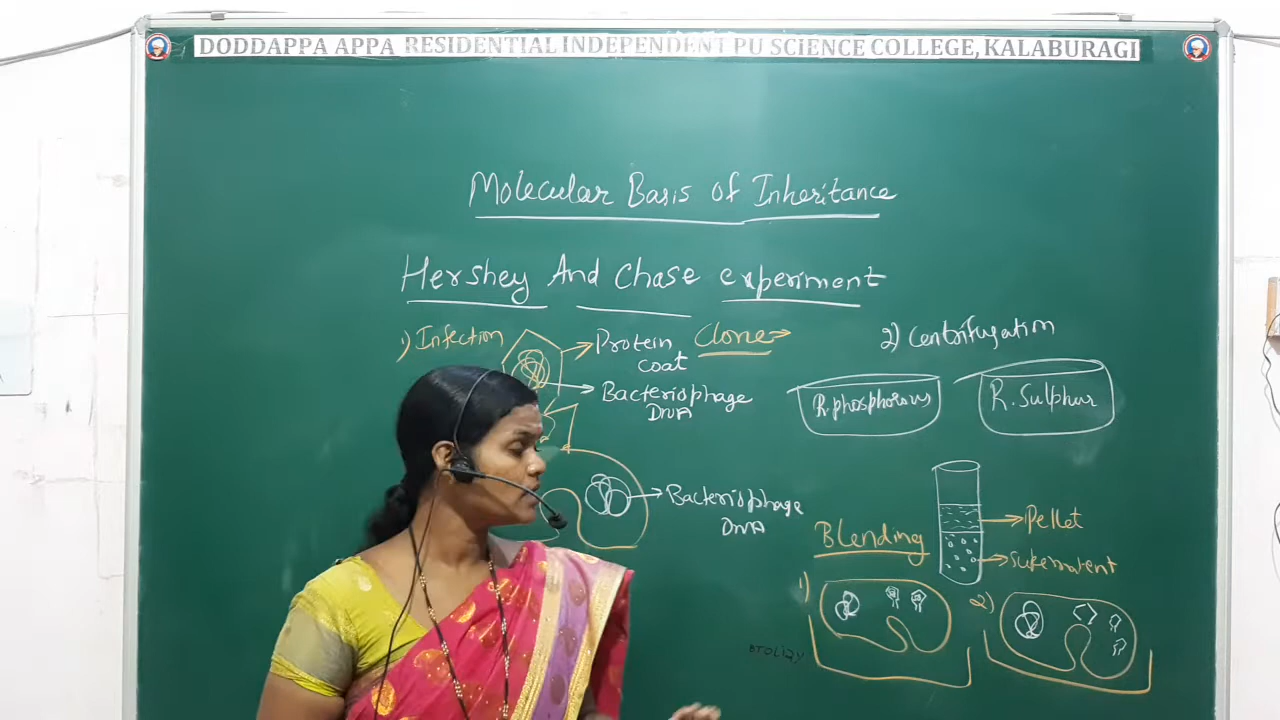 DODDAPPA APPA RESIDENTIAL INDEPENDENT PU SCIENCE COLLEGE, KALABURAGI
Molecular Basis of Inheritance
Hershey And Chase experiment
1) Infection
Protein coat
Clone
Bacteriophage DNA
Bacteriophage DNA
2) Centrifugation
R.phosphorous
R.Sulphur
Pellet
Supernatent
Blending
1)
2)